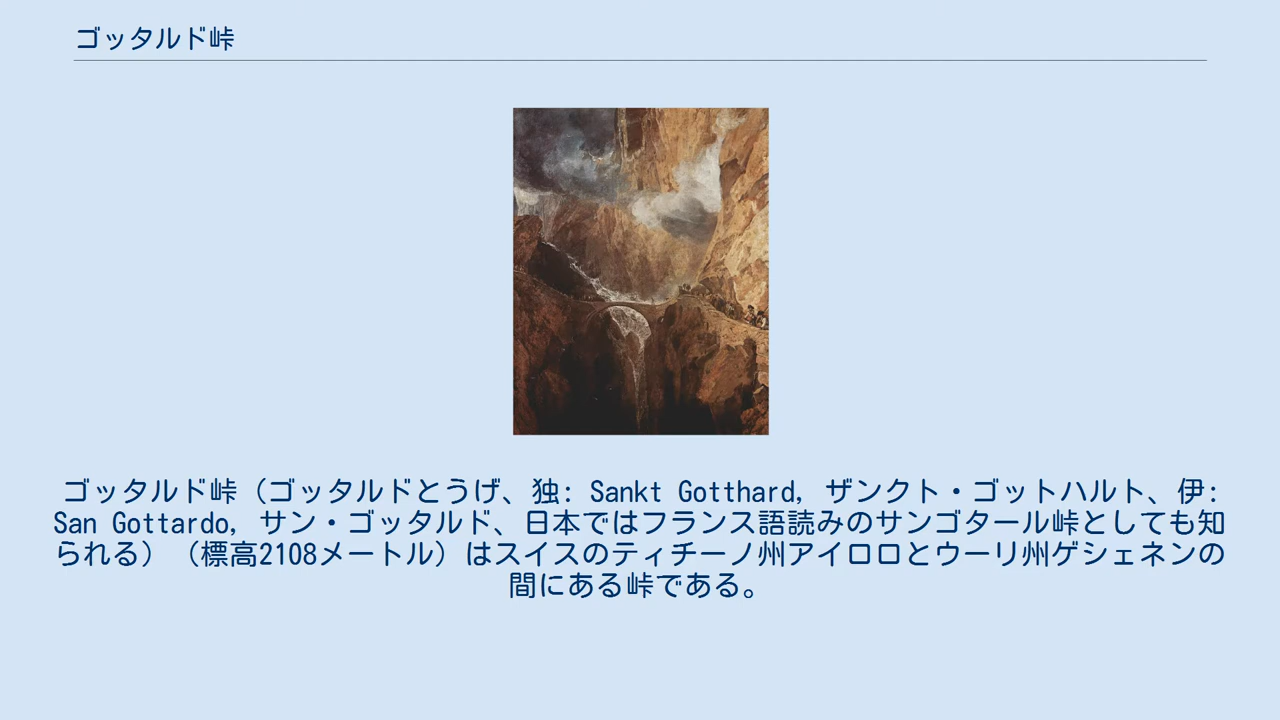 ゴッタルド峠
ゴッタルド峠（ゴッタルドとうげ、独: Sankt Gotthard, ザンクト・ゴットハルト、伊:
San Gottardo, サン・ゴッタルド、日本ではフランス語読みのサンゴタール峠としても知
られる）（標高2108メートル）はスイスのティチーノ州アイロロとウーリ州ゲシェネンの
間にある峠である。